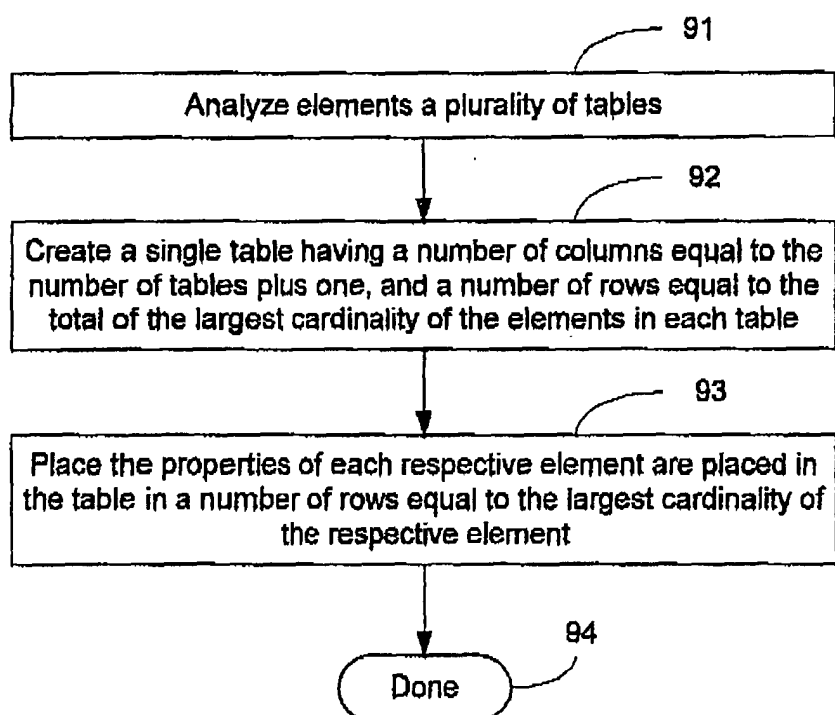 91
Analyze elements a plurality of tables
92
Create a single table having a number of columns equal to the
number of tables plus one, and a number of rows equal to the
total of the largest cardinality of the elements in each table
93
Place the properties of each respective element are placed in
the table in a number of rows equal to the largest cardinality of
the respective element
94
Done